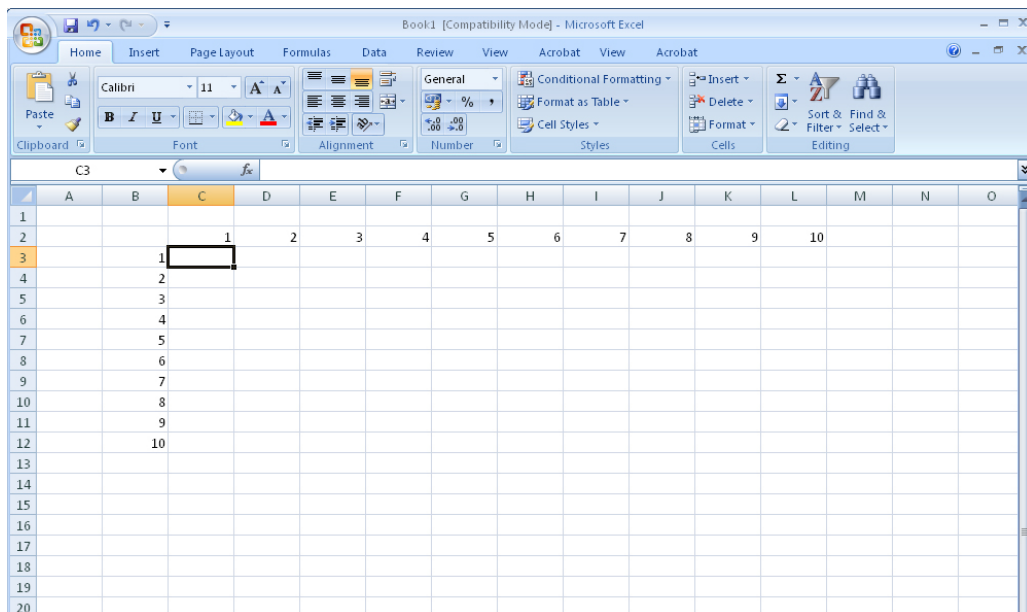 Book1 [Compatibility Mode] - Microsoft Excel
Home Insert Page Layout Formulas Data Review View Acrobat View Acrobat
Calibri 11 A A General Conditional Formatting Insert Σ
Paste B I U A % , Format as Table Delete Sort & Find &
.0 .00 .00 .0 Cell Styles Format Filter Select
Clipboard Font Alignment Number Styles Cells Editing
C3 fx
A B C D E F G H I J K L M N O
1
2 1 2 3 4 5 6 7 8 9 10
3 1
4 2
5 3
6 4
7 5
8 6
9 7
10 8
11 9
12 10
13
14
15
16
17
18
19
20